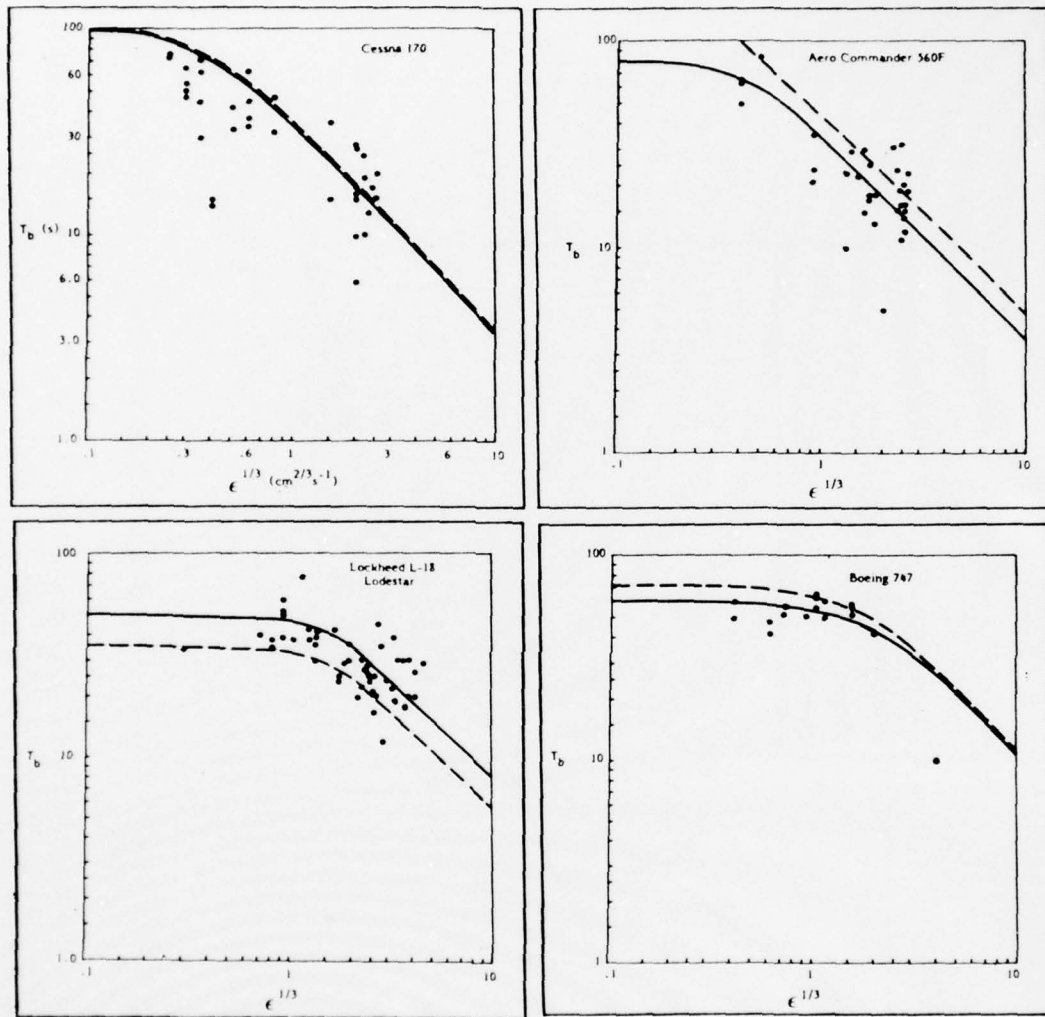 Cessna 170
100
60
30
T_b (s)
10
6.0
3.0
1.0
.1 .3 .6 1 3 6 10
ϵ^1/3 (cm^2/3 s^-1)
Aero Commander 560F
100
T_b
10
1
.1 1 10
ϵ^1/3
Lockheed L-18
Lodestar
100
T_b
10
1.0
.1 1 10
ϵ^1/3
Boeing 747
100
T_b
10
1
.1 1 10
ϵ^1/3